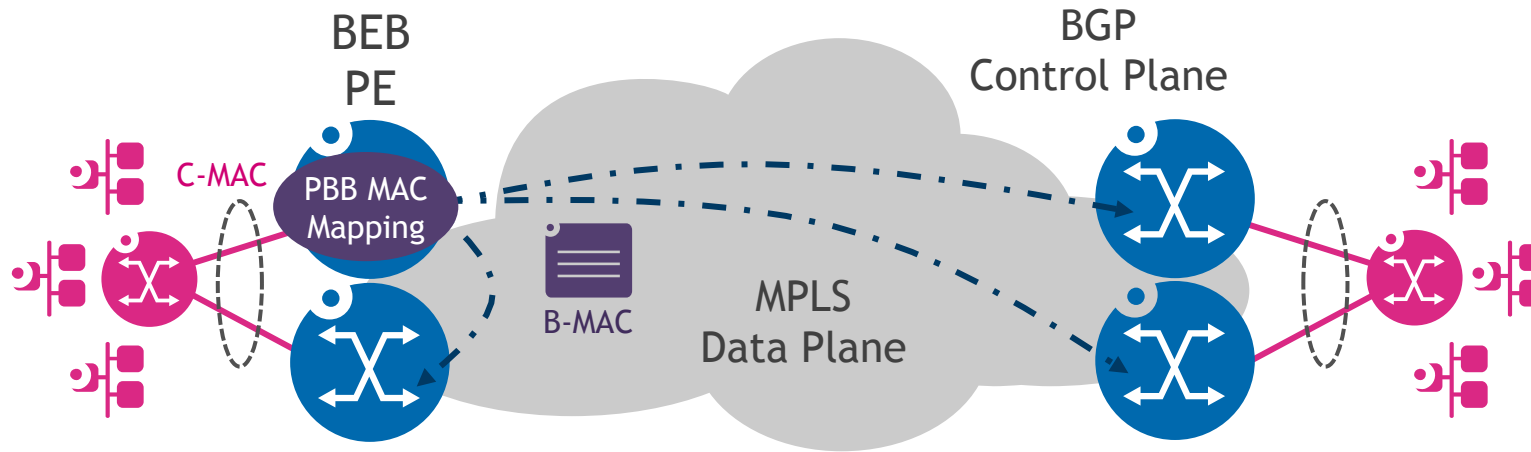 BEB
PE
BGP
Control Plane
C-MAC
PBB MAC
Mapping
B-MAC
MPLS
Data Plane